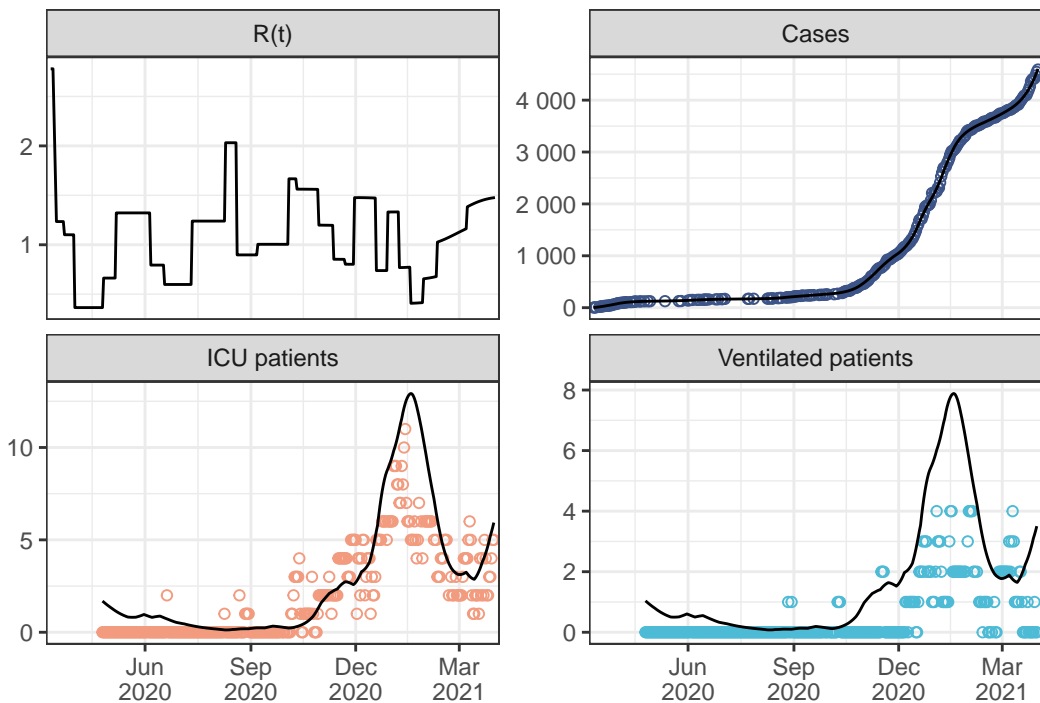 R(t)
Cases
2
1
4 000
3 000
2 000
1 000
0
ICU patients
Ventilated patients
10
5
0
8
6
4
2
0
Jun Sep Dec Mar
2020 2020 2020 2021
Jun Sep Dec Mar
2020 2020 2020 2021